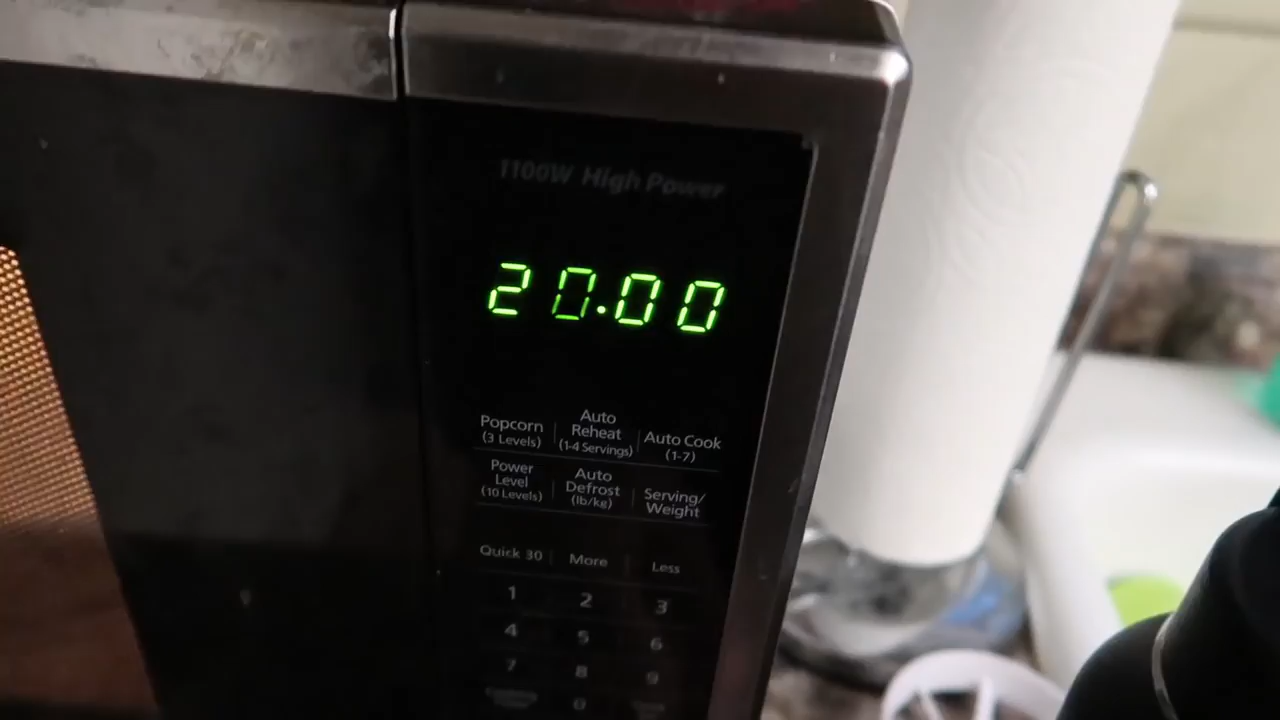 1100W High Power
20.00
Popcorn
(3 Levels)
Auto
Reheat
(1-4 Servings)
Auto Cook
(1-7)
Power
Level
(10 Levels)
Auto
Defrost
(lb/kg)
Serving/
Weight
Quick 30
More
Less
1 2 3
4 5 6
7 8 9
0